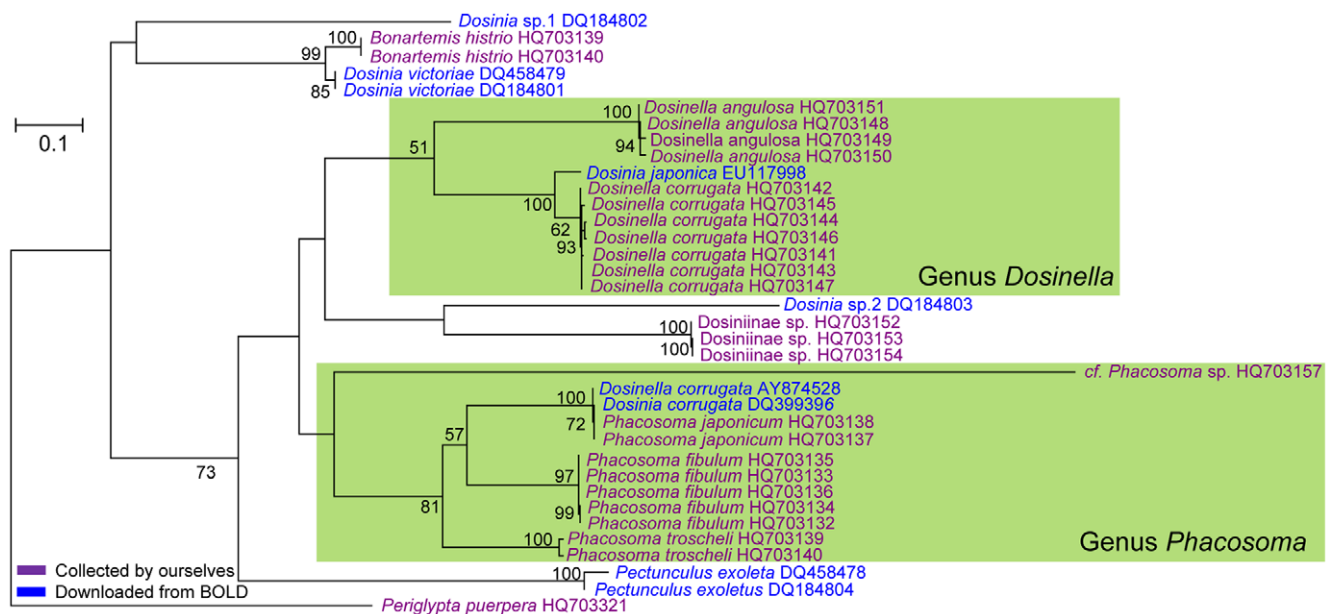 Dosinia sp.1 DQ184802
100
Bonartemis histrio HQ703139
Bonartemis histrio HQ703140
99
Dosinia victoriae DQ458479
85
Dosinia victoriae DQ184801
0.1
Dosinella angulosa HQ703151
100
Dosinella angulosa HQ703148
Dosinella angulosa HQ703149
94
Dosinella angulosa HQ703150
51
Dosinia japonica EU117998
Dosinella corrugata HQ703142
100
Dosinella corrugata HQ703145
Dosinella corrugata HQ703144
62
Dosinella corrugata HQ703146
93
Dosinella corrugata HQ703141
Dosinella corrugata HQ703143
Dosinella corrugata HQ703147
Genus Dosinella
Dosinia sp.2 DQ184803
100
Dosiniinae sp. HQ703152
Dosiniinae sp. HQ703153
100
Dosiniinae sp. HQ703154
cf. Phacosoma sp. HQ703157
Dosinella corrugata AY874528
100
Dosinia corrugata DQ399396
72
Phacosoma japonicum HQ703138
Phacosoma japonicum HQ703137
57
Phacosoma fibulum HQ703135
97
Phacosoma fibulum HQ703133
Phacosoma fibulum HQ703136
73
81
Phacosoma fibulum HQ703134
99
Phacosoma fibulum HQ703132
100
Phacosoma troscheli HQ703139
Phacosoma troscheli HQ703140
Genus Phacosoma
100
Pectunculus exoleta DQ458478
Pectunculus exoletus DQ184804
Collected by ourselves
Downloaded from BOLD
Periglypta puerpera HQ703321